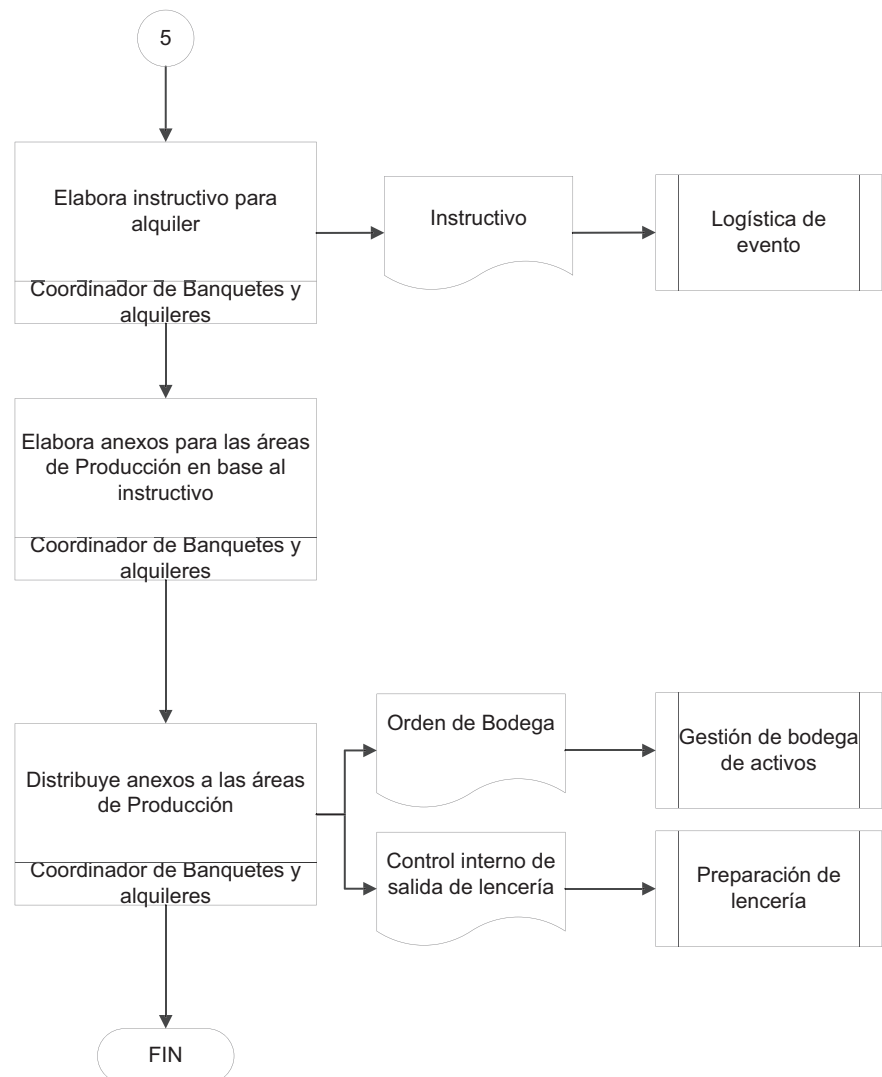 5
Elabora instructivo para
alquiler
Coordinador de Banquetes y
alquileres
Instructivo
Logística de
evento
Elabora anexos para las áreas
de Producción en base al
instructivo
Coordinador de Banquetes y
alquileres
Distribuye anexos a las áreas
de Producción
Coordinador de Banquetes y
alquileres
Orden de Bodega
Gestión de bodega
de activos
Control interno de
salida de lencería
Preparación de
lencería
FIN